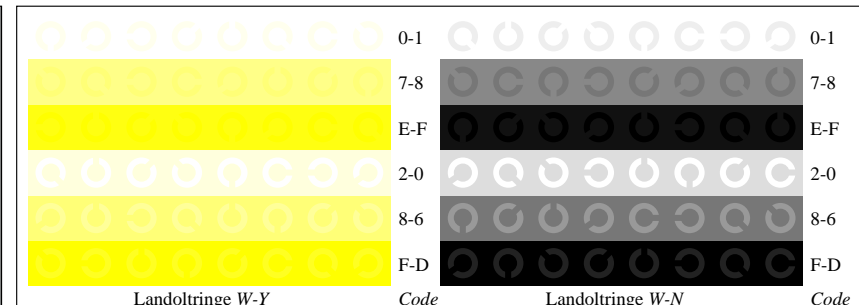 0-1 0-1
7-8 7-8
E-F E-F
2-0 2-0
8-6 8-6
F-D F-D
Landoltringe W-Y Code Landoltringe W-N Code